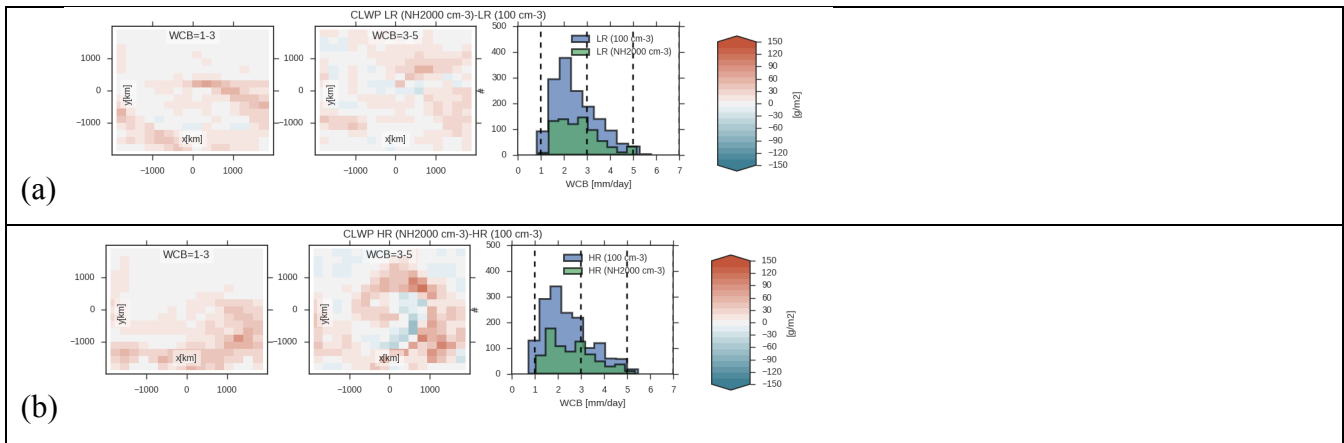 CLWP LR (NH2000 cm-3)-LR (100 cm-3)
WCB=1-3
WCB=3-5
LR (100 cm-3)
LR (NH2000 cm-3)
y[km]
x[km]
1000
0
−1000
−1000 0 1000
y[km]
x[km]
1000
0
−1000
−1000 0 1000
#
500
400
300
200
100
0
0 1 2 3 4 5 6 7
WCB [mm/day]
150
120
90
60
30
0
−30
−60
−90
−120
−150
[g/m2]
(a)
CLWP HR (NH2000 cm-3)-HR (100 cm-3)
WCB=1-3
WCB=3-5
HR (100 cm-3)
HR (NH2000 cm-3)
y[km]
x[km]
1000
0
−1000
−1000 0 1000
y[km]
x[km]
1000
0
−1000
−1000 0 1000
#
500
400
300
200
100
0
0 1 2 3 4 5 6 7
WCB [mm/day]
150
120
90
60
30
0
−30
−60
−90
−120
−150
[g/m2]
(b)